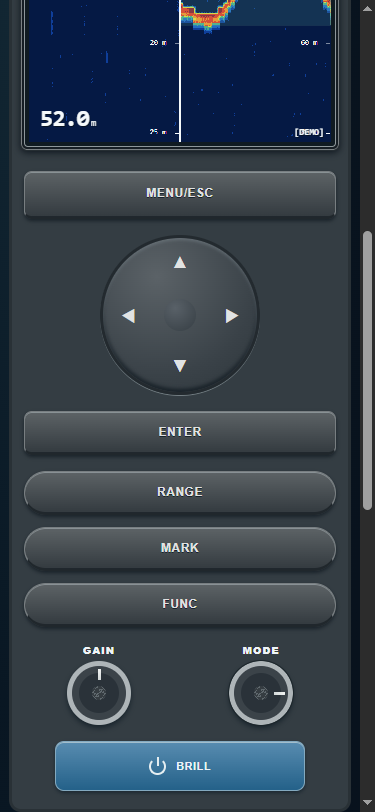 20 m 60 m
52.0m
25 m [DEMO]
MENU/ESC
ENTER
RANGE
MARK
FUNC
GAIN MODE
BRILL